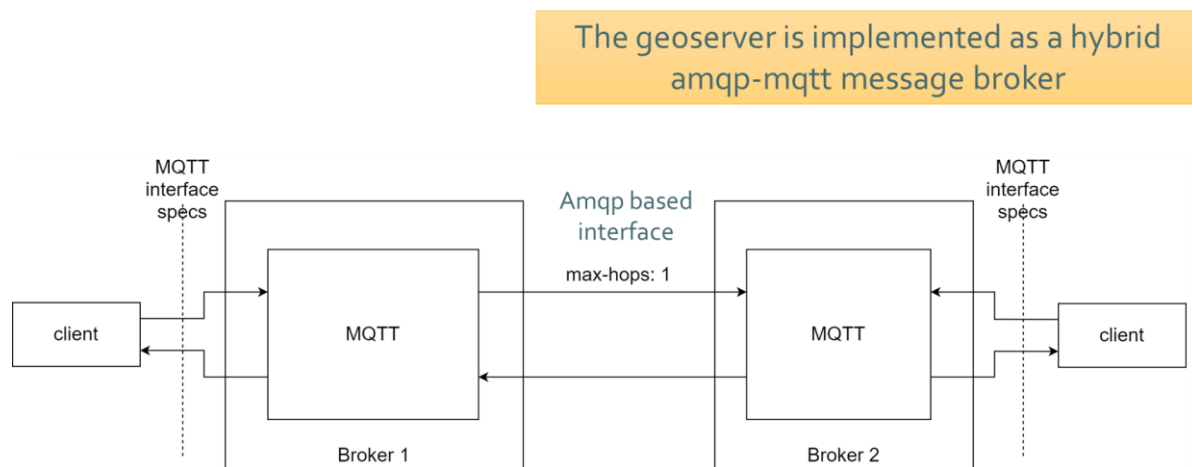 The geoserver is implemented as a hybrid
amqp-mqtt message broker
MQTT
interface
specs
Amqp based
interface
MQTT
interface
specs
max-hops: 1
client
MQTT
MQTT
client
Broker 1
Broker 2